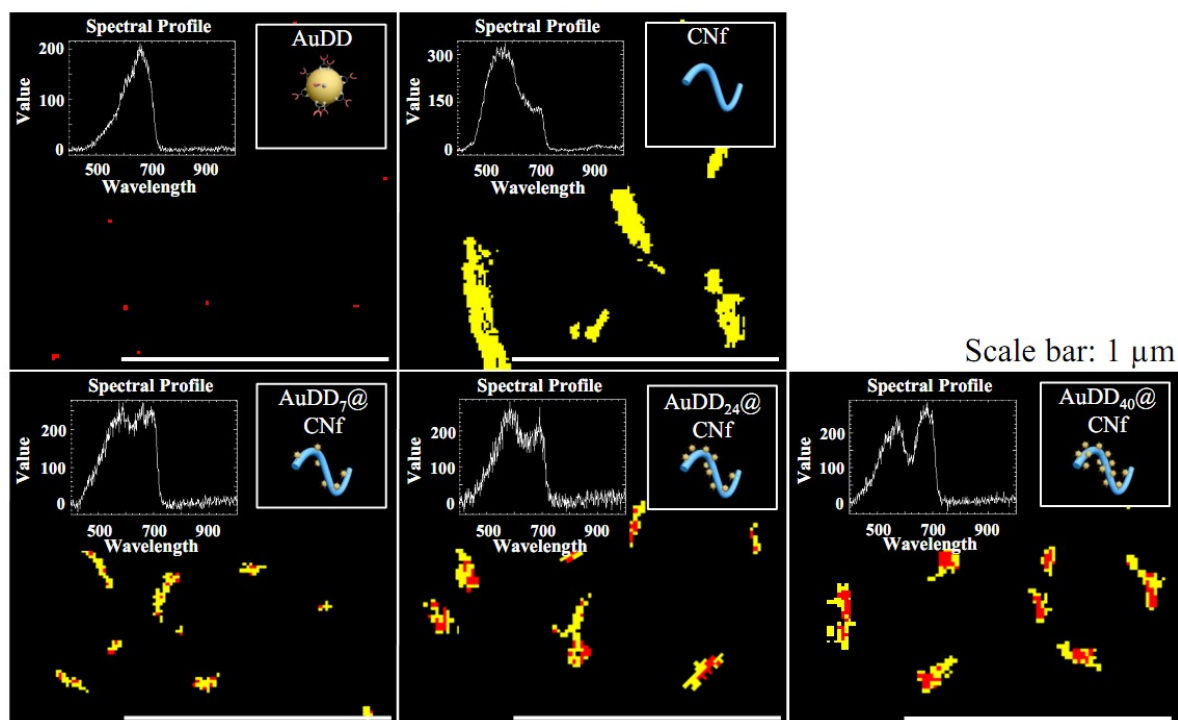 Spectral Profile
AuDD
Value
200
100
0
500 700 900
Wavelength
Spectral Profile
CNf
Value
300
150
0
500 700 900
Wavelength
Scale bar: 1 µm
Spectral Profile
AuDD₇@
CNf
Value
200
100
0
500 700 900
Wavelength
Spectral Profile
AuDD₂₄@
CNf
Value
200
100
0
500 700 900
Wavelength
Spectral Profile
AuDD₄₀@
CNf
Value
200
100
0
500 700 900
Wavelength